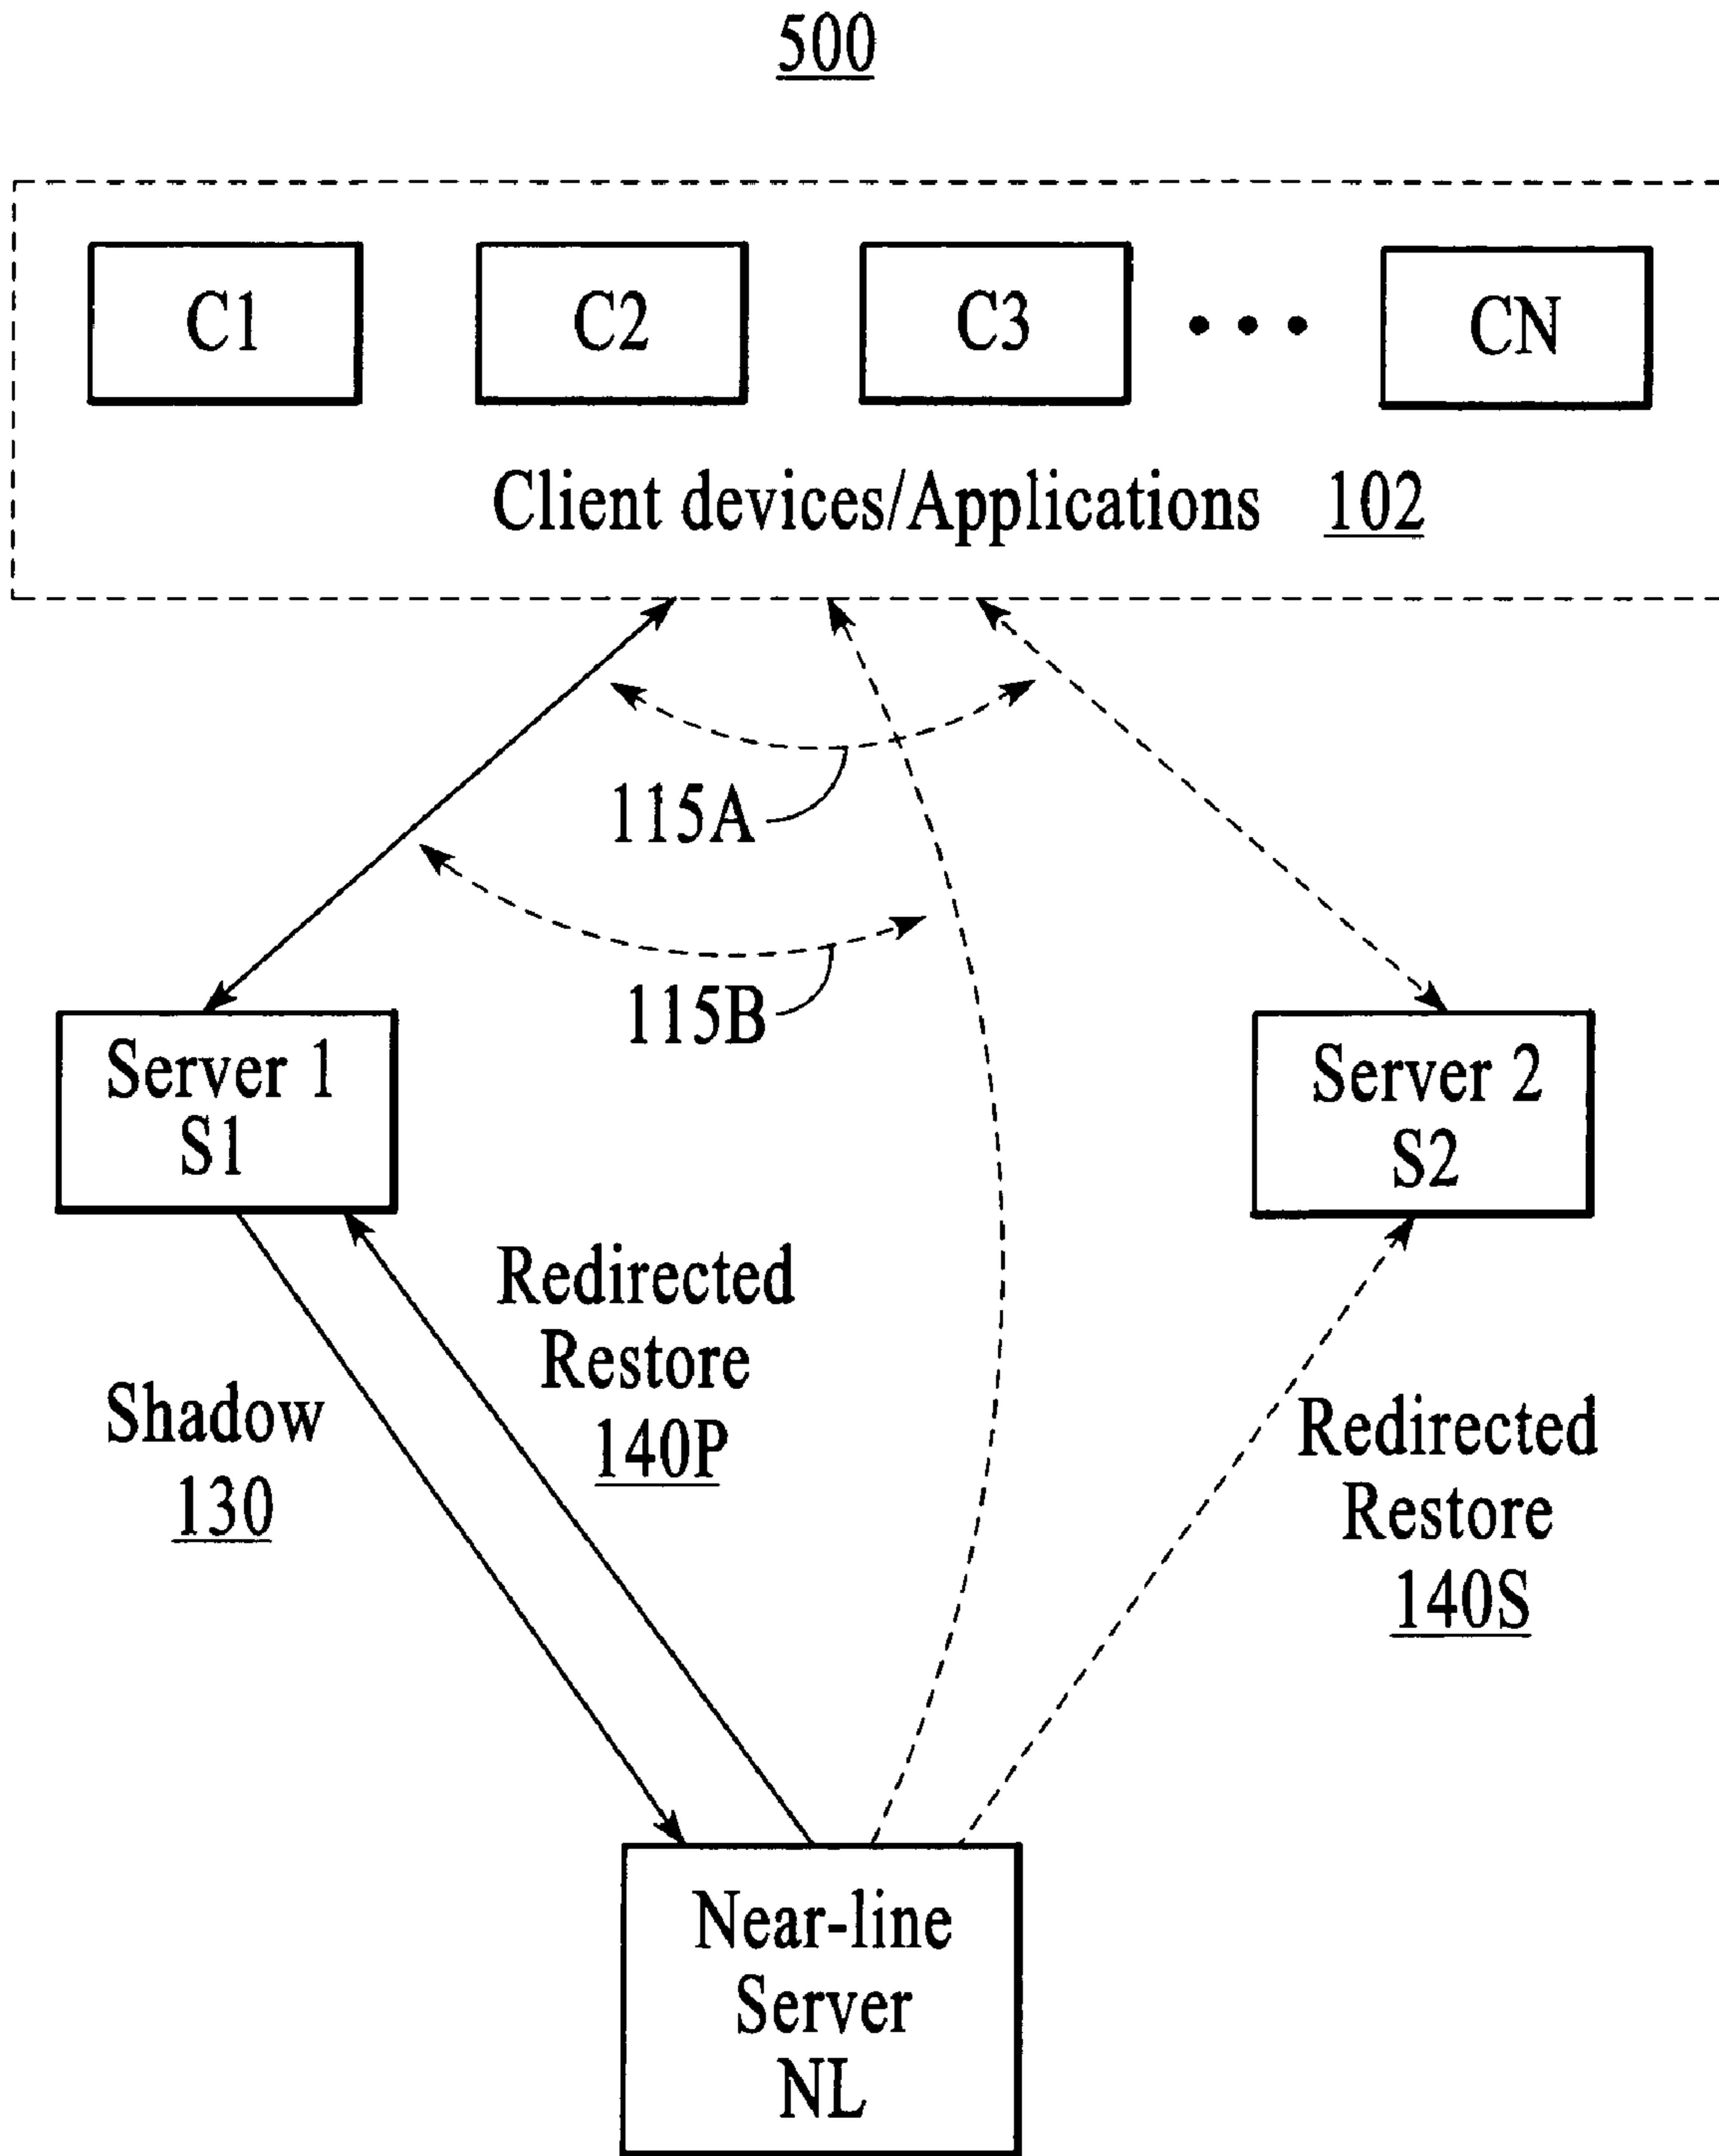 500
C1
C2
C3
• • •
CN
Client devices/Applications 102
115A
115B
Server 1
S1
Server 2
S2
Redirected
Restore
140P
Shadow
130
Redirected
Restore
140S
Near-line
Server
NL